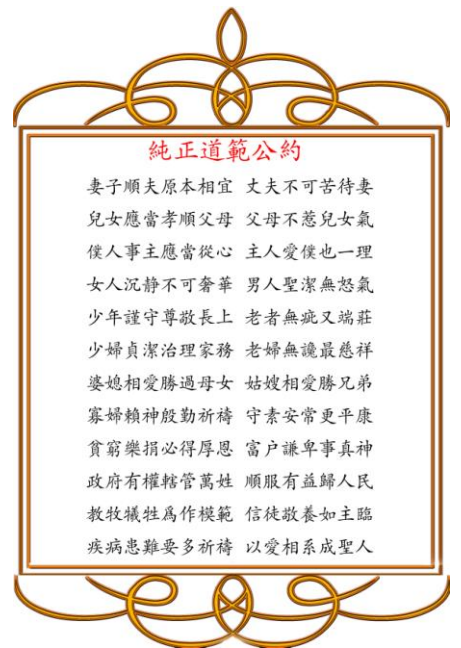 純正道範公約
妻子順夫原本相宜 丈夫不可苦待妻
兒女應當孝順父母 父母不惹兒女氣
僕人事主應當從心 主人愛僕也一理
女人沉静不可奢華 男人聖潔無怒氣
少年謹守尊敬長上 老者無疵又端莊
少婦貞潔治理家務 老婦無讒最慈祥
婆媳相愛勝過母女 姑嫂相愛勝兄弟
寡婦賴神殷勤祈禱 守素安常更平康
貧窮樂捐必得厚恩 富户謙卑事真神
政府有權轄管萬姓 順服有益歸人民
教牧犧牲爲作模範 信徒敬養如主臨
疾病患難要多祈禱 以愛相系成聖人